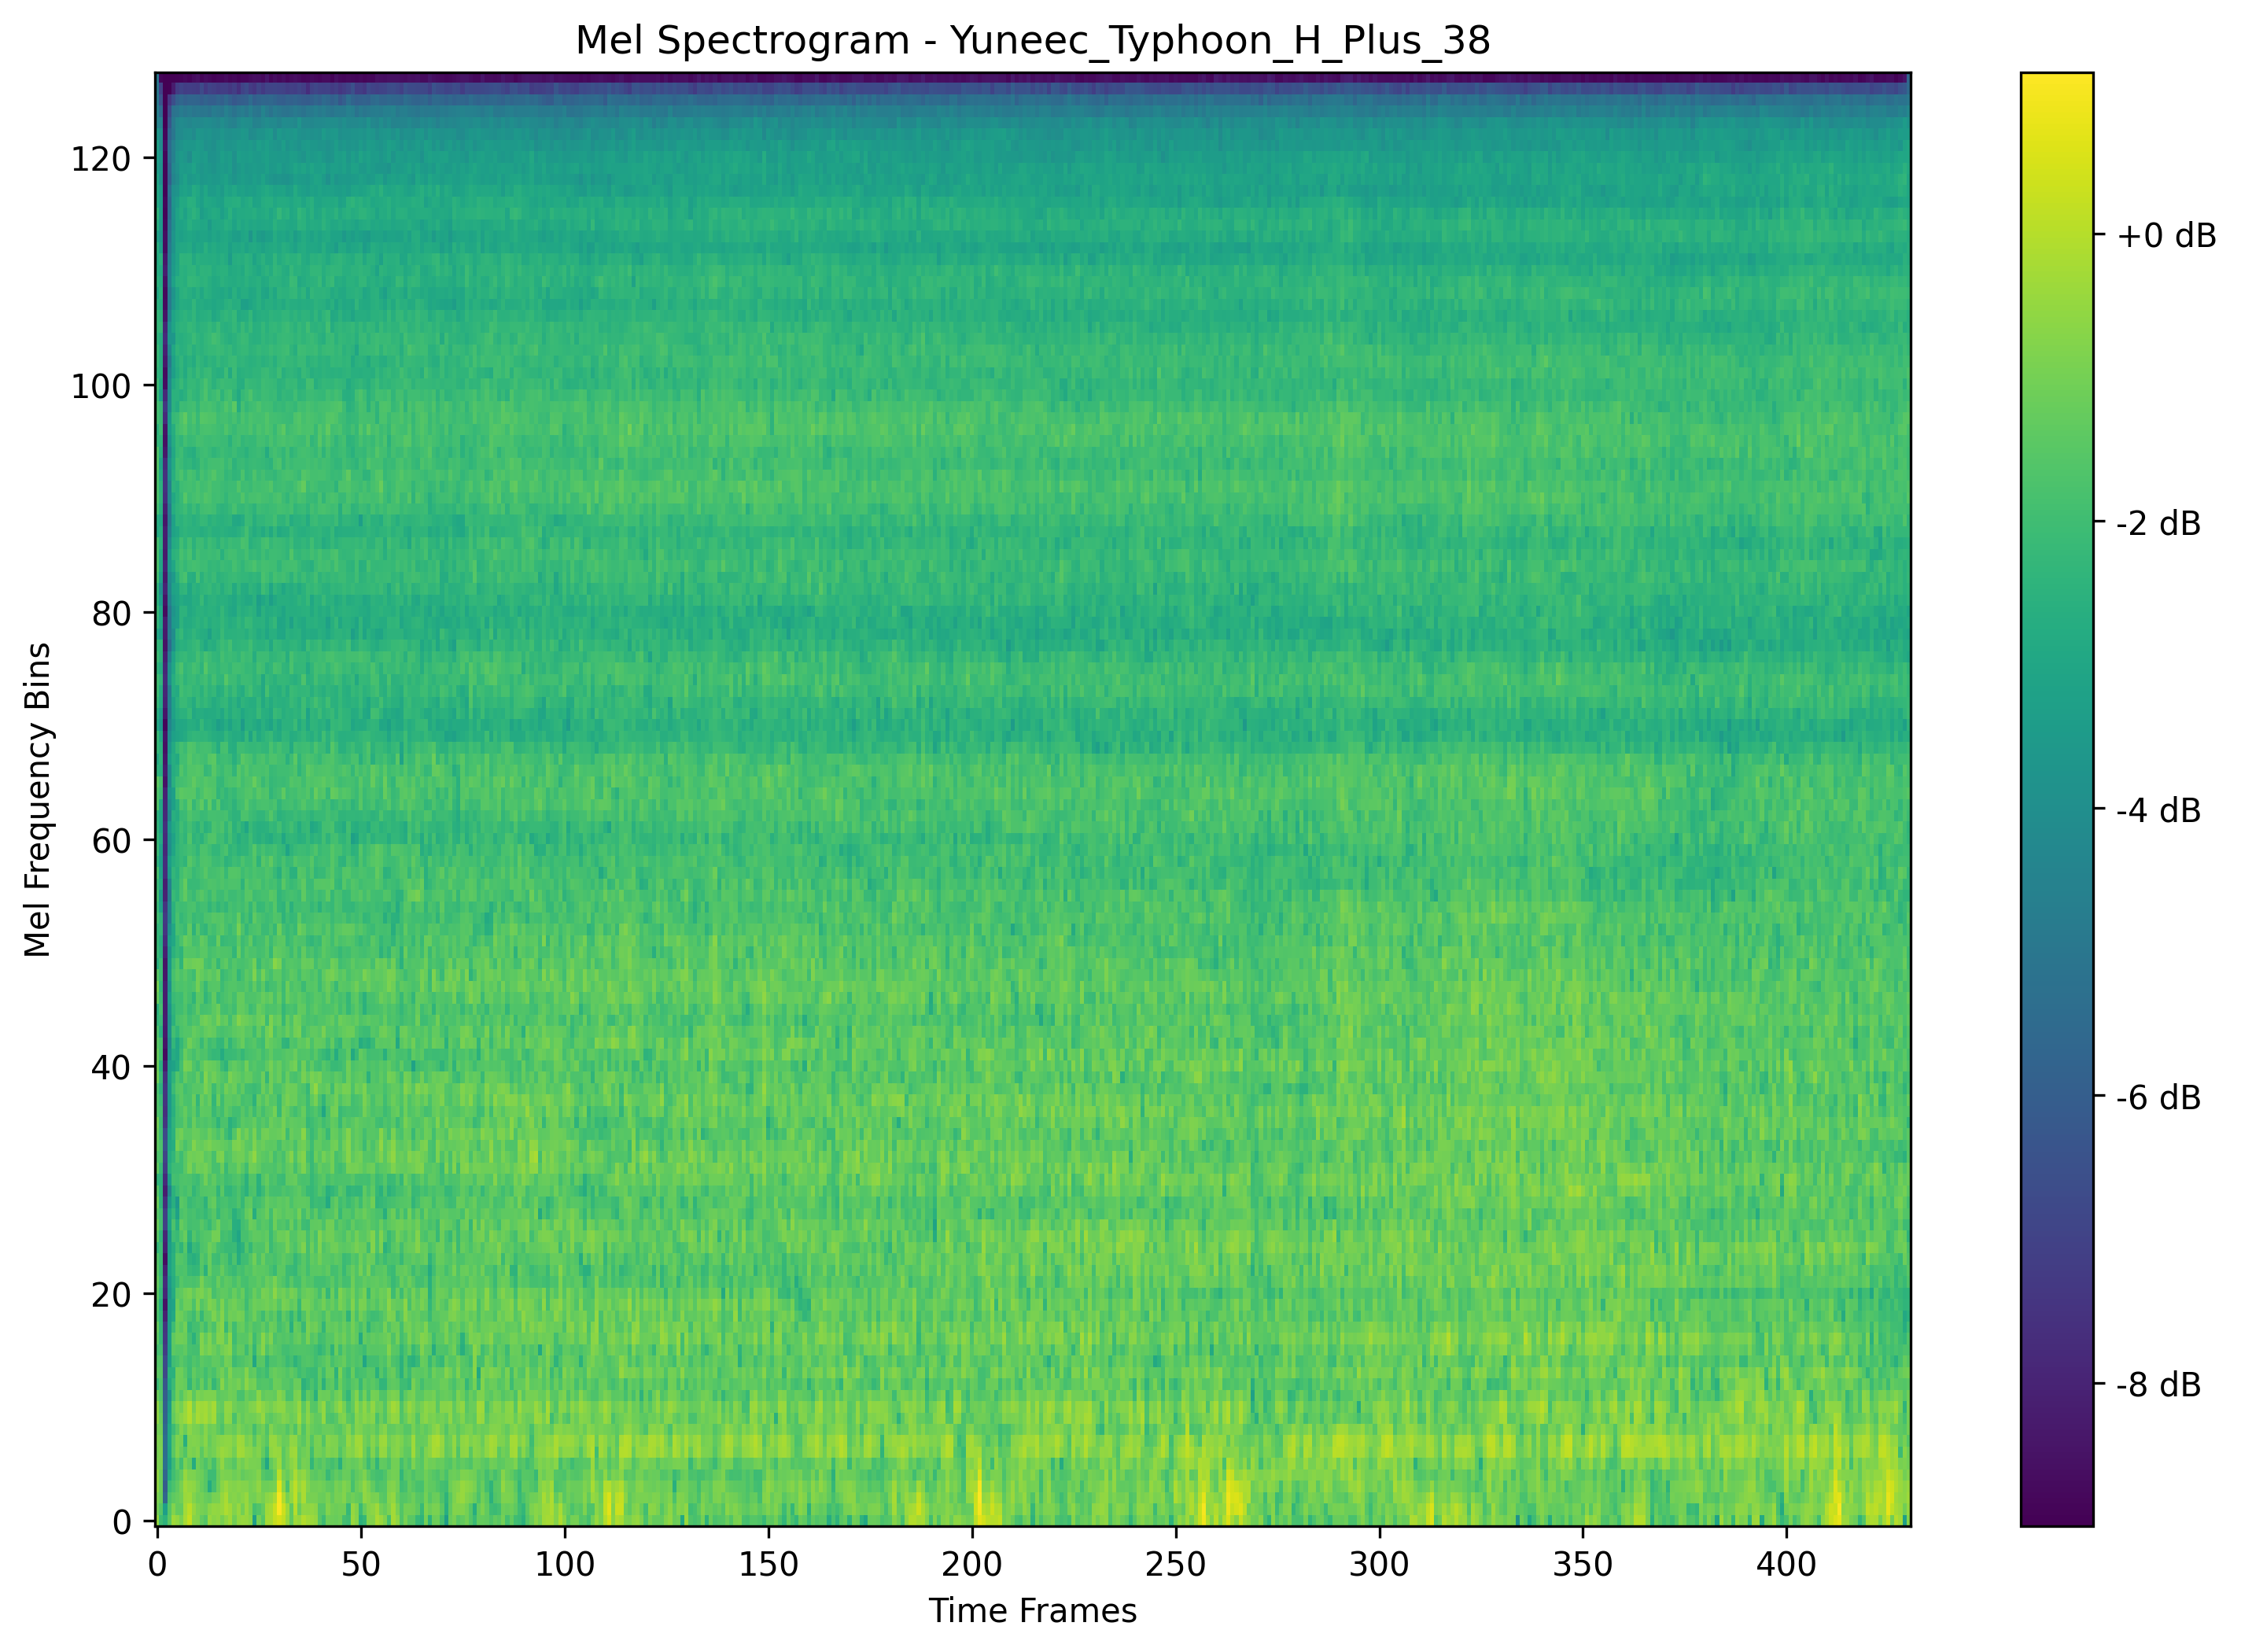 Mel Spectrogram - Yuneec_Typhoon_H_Plus_38
Mel Frequency Bins
120
100
80
60
40
20
0
0 50 100 150 200 250 300 350 400
Time Frames
+0 dB
-2 dB
-4 dB
-6 dB
-8 dB